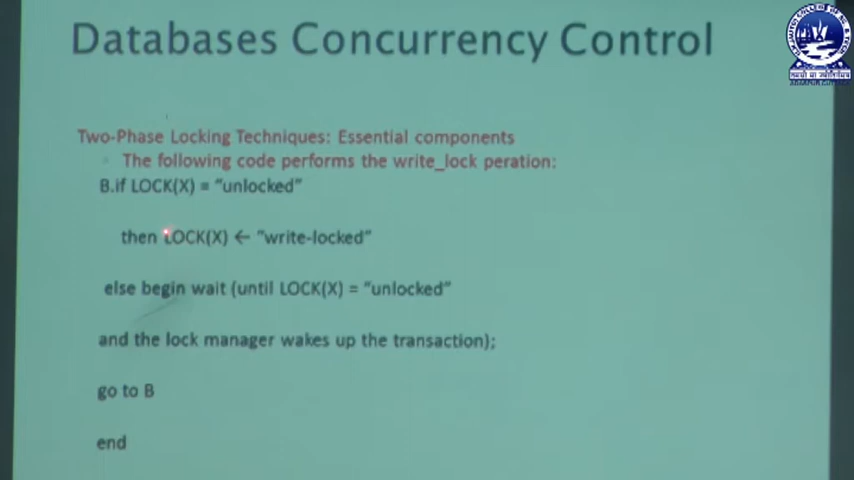 Databases Concurrency Control
Two-Phase Locking Techniques: Essential components
The following code performs the write_lock peration:
B.if LOCK(X) = "unlocked"
then LOCK(X) ← "write-locked"
else begin wait (until LOCK(X) = "unlocked"
and the lock manager wakes up the transaction);
go to B
end